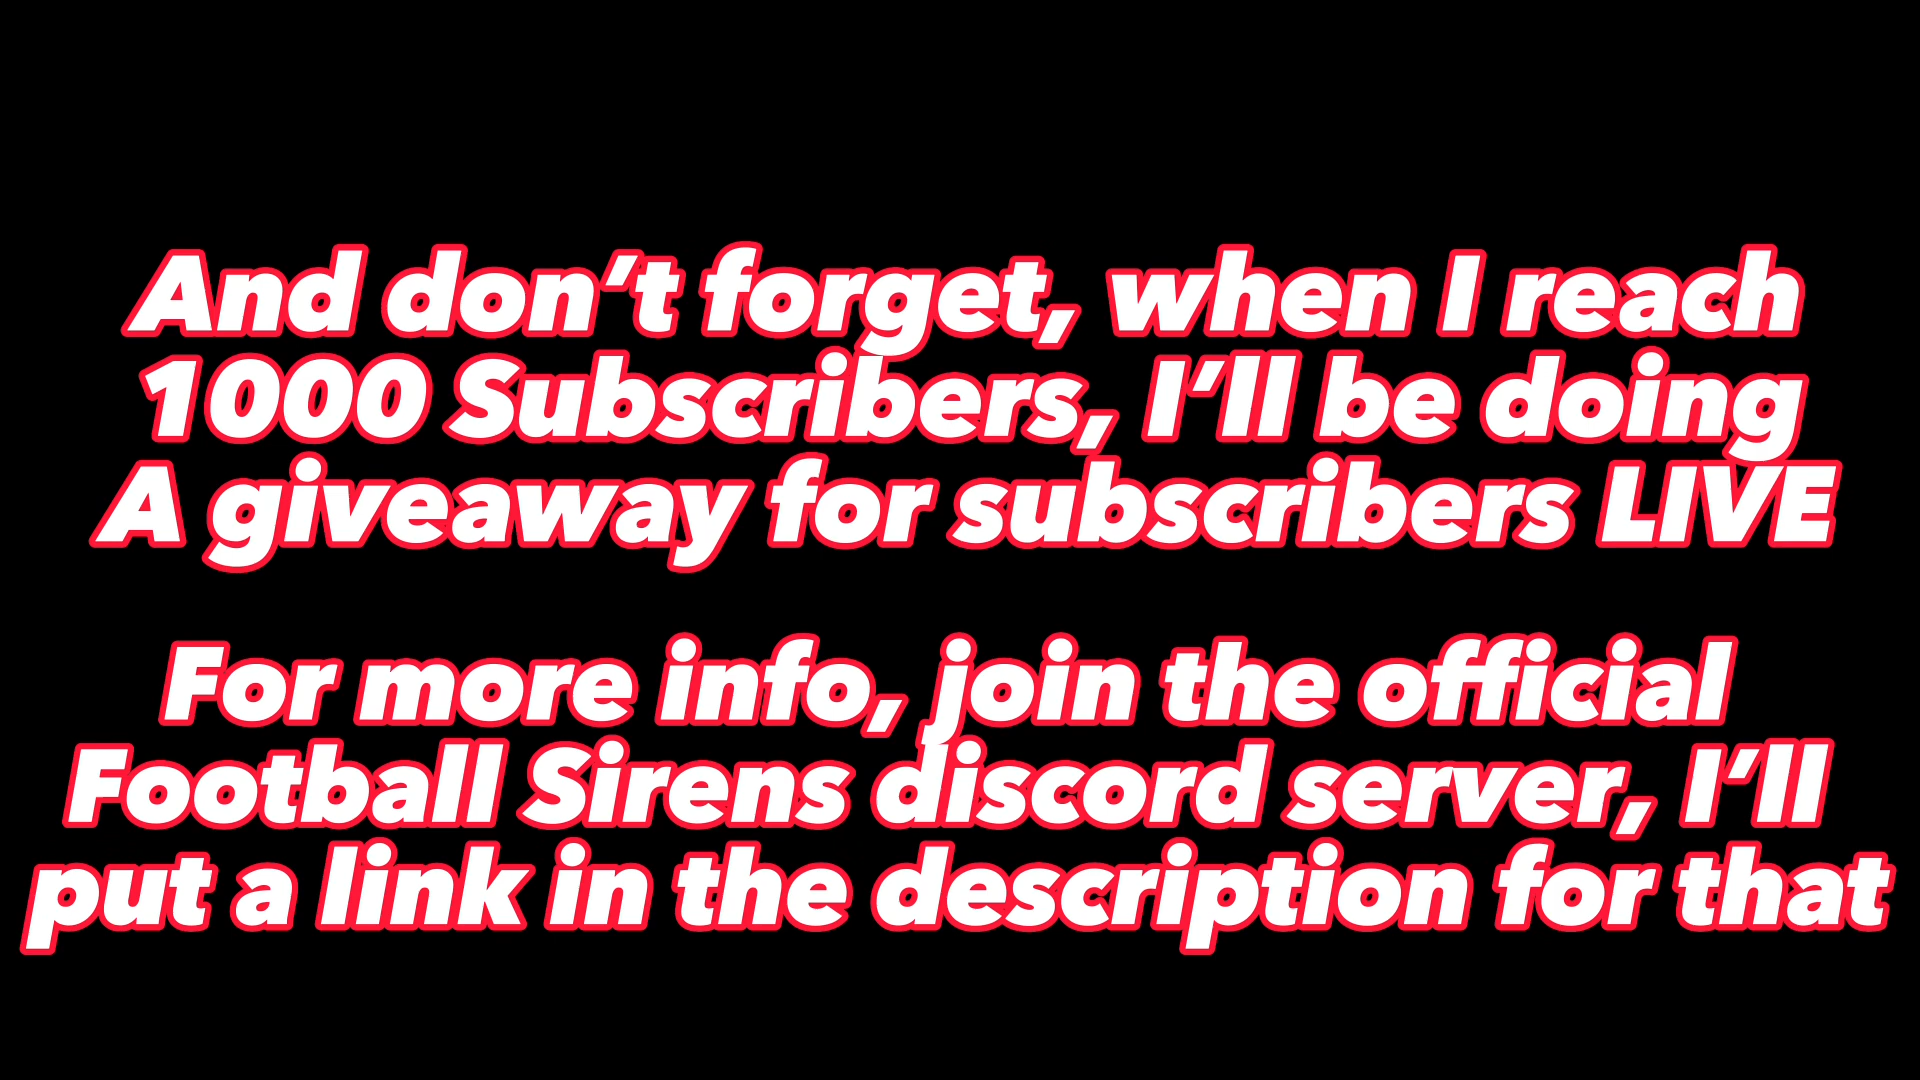 And don’t forget, when I reach
1000 Subscribers, I’ll be doing
A giveaway for subscribers LIVE
For more info, join the official
Football Sirens discord server, I’ll
put a link in the description for that